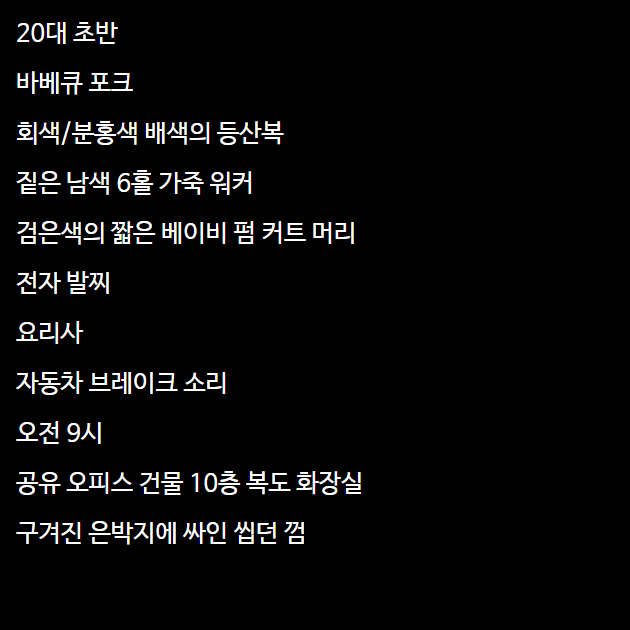 20대 초반
바베큐 포크
회색/분홍색 배색의 등산복
짙은 남색 6홀 가죽 워커
검은색의 짧은 베이비 펌 커트 머리
전자 발찌
요리사
자동차 브레이크 소리
오전 9시
공유 오피스 건물 10층 복도 화장실
구겨진 은박지에 싸인 씹던 껌